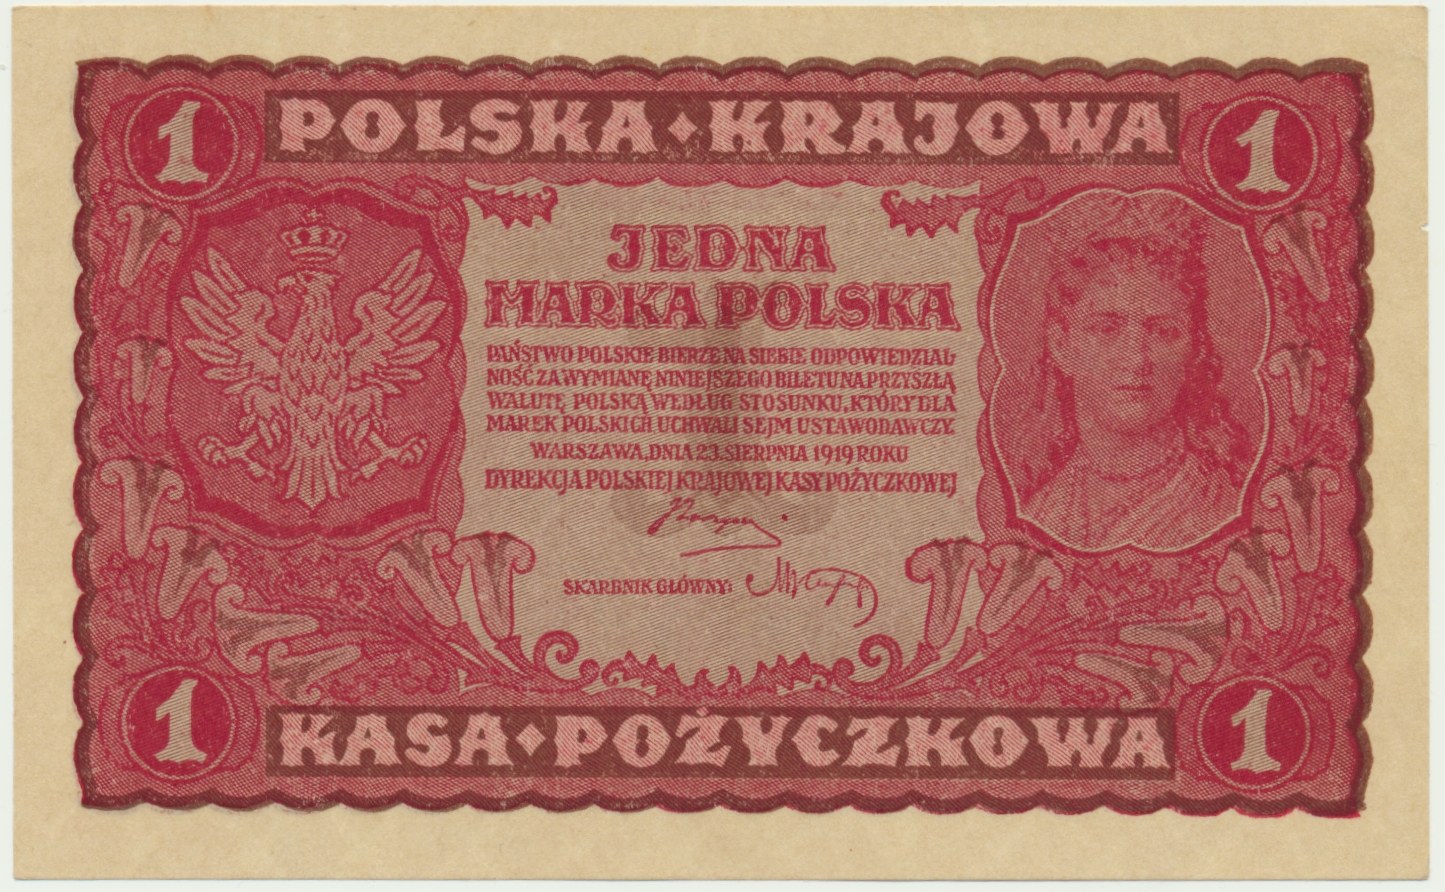 1 POLSKA·KRAJOWA 1
JEDNA
MARKA POLSKA
PAŃSTWO POLSKIE BIERZE NA SIEBIE ODPOWIEDZIAL-
NOŚĆ ZA WYMIANĘ NINIEJSZEGO BILETU NA PRZYSZŁĄ
WALUTĘ POLSKĄ WEDŁUG STOSUNKU, KTÓRY DLA
MAREK POLSKICH UCHWALI SEJM USTAWODAWCZY.
WARSZAWA, DNIA 23. SIERPNIA 1919 ROKU
DYREKCJA POLSKIEJ KRAJOWEJ KASY POŻYCZKOWEJ
SKARBNIK GŁÓWNY:
1 KASA·POŻYCZKOWA 1